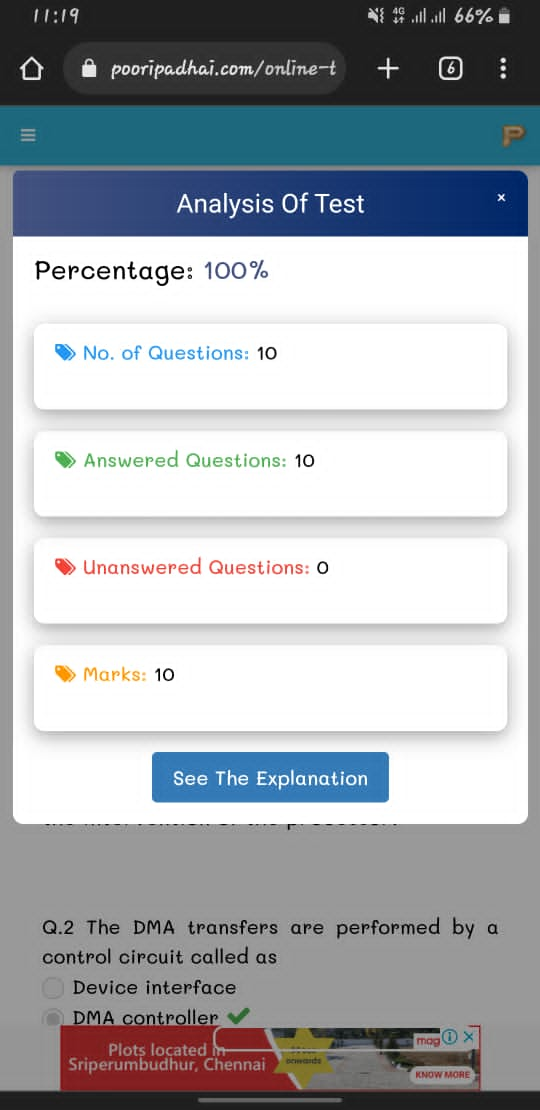 11:19
4G
66%
pooripadhai.com/online-t
6
P
Analysis Of Test
×
Percentage: 100%
No. of Questions: 10
Answered Questions: 10
Unanswered Questions: 0
Marks: 10
See The Explanation
Q.2 The DMA transfers are performed by a
control circuit called as
Device interface
DMA controller
Plots located in
Sriperumbudhur, Chennai
onwards
mag
KNOW MORE